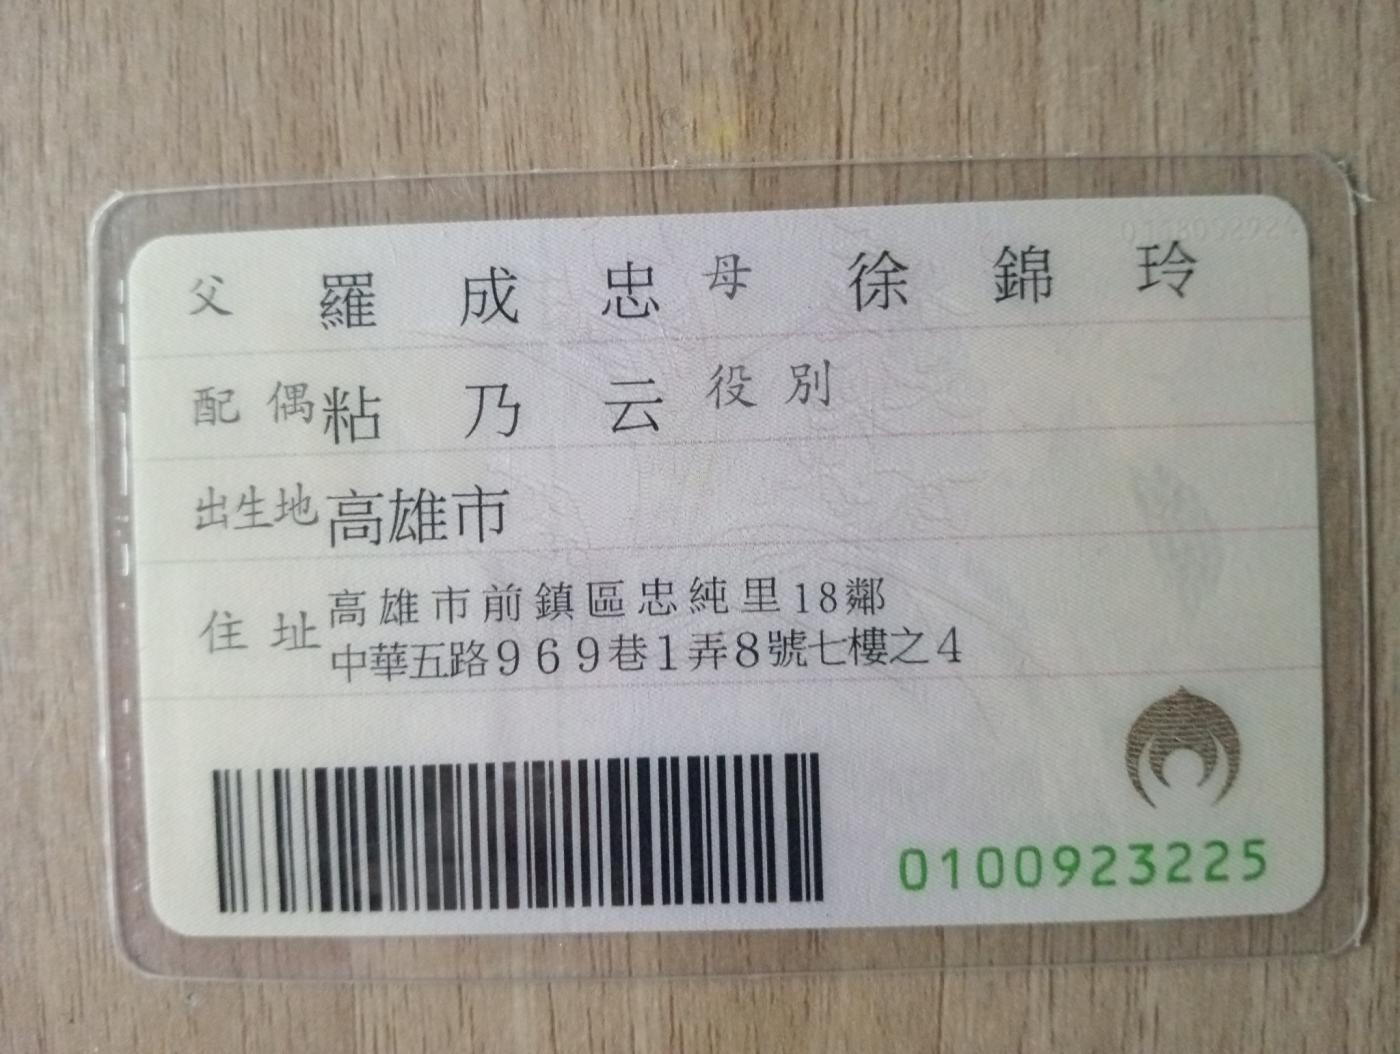 父 羅成忠 母 徐錦玲
配偶 粘乃云 役別
出生地 高雄市
住址 高雄市前鎮區忠純里18鄰
中華五路969巷1弄8號七樓之4
0100923225